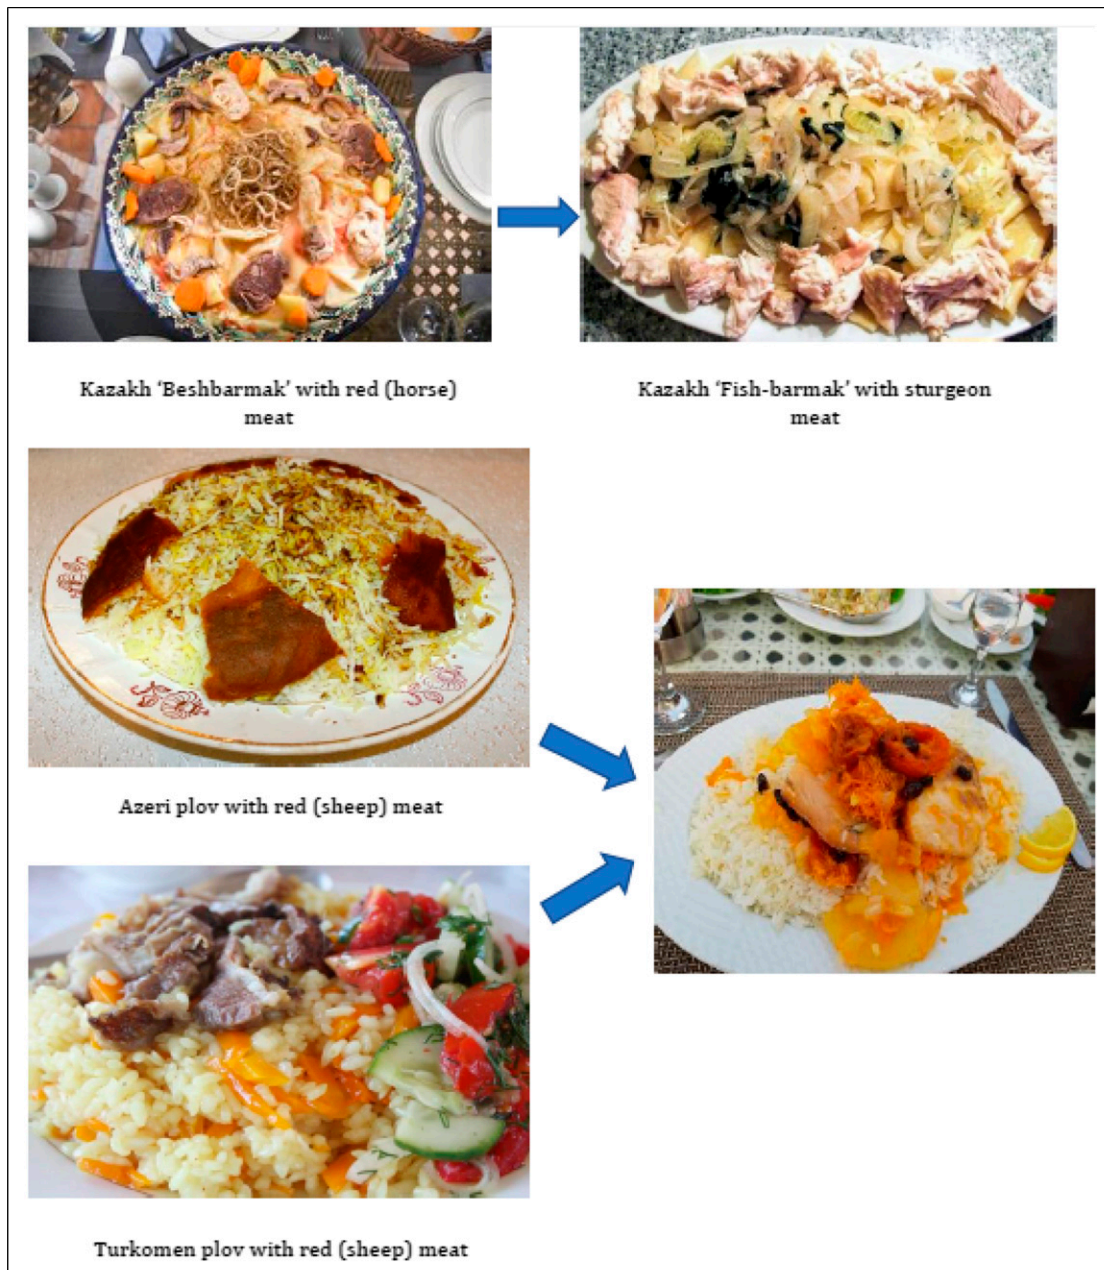 Kazakh ‘Beshbarmak’ with red (horse)
meat
Kazakh ‘Fish-barmak’ with sturgeon
meat
Azeri plov with red (sheep) meat
Turkomen plov with red (sheep) meat